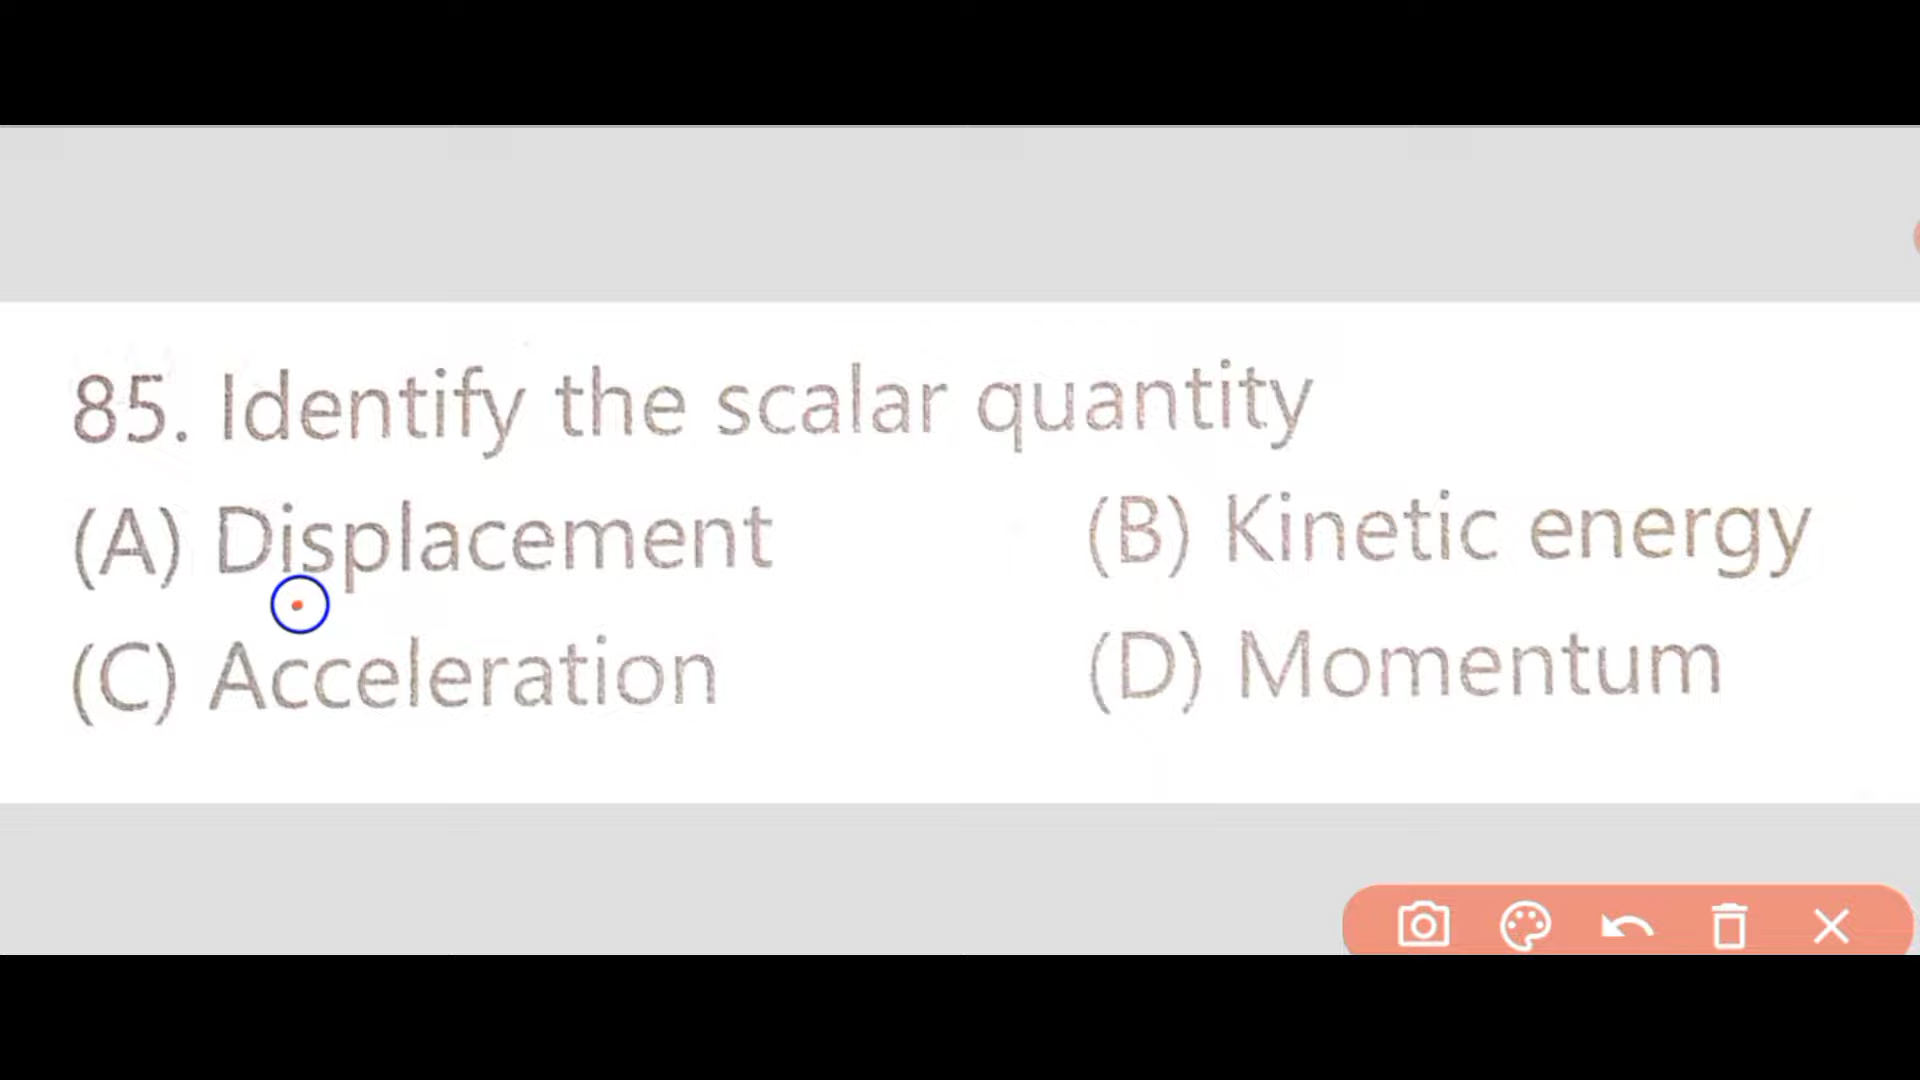 85. Identify the scalar quantity
(A) Displacement (B) Kinetic energy
(C) Acceleration (D) Momentum